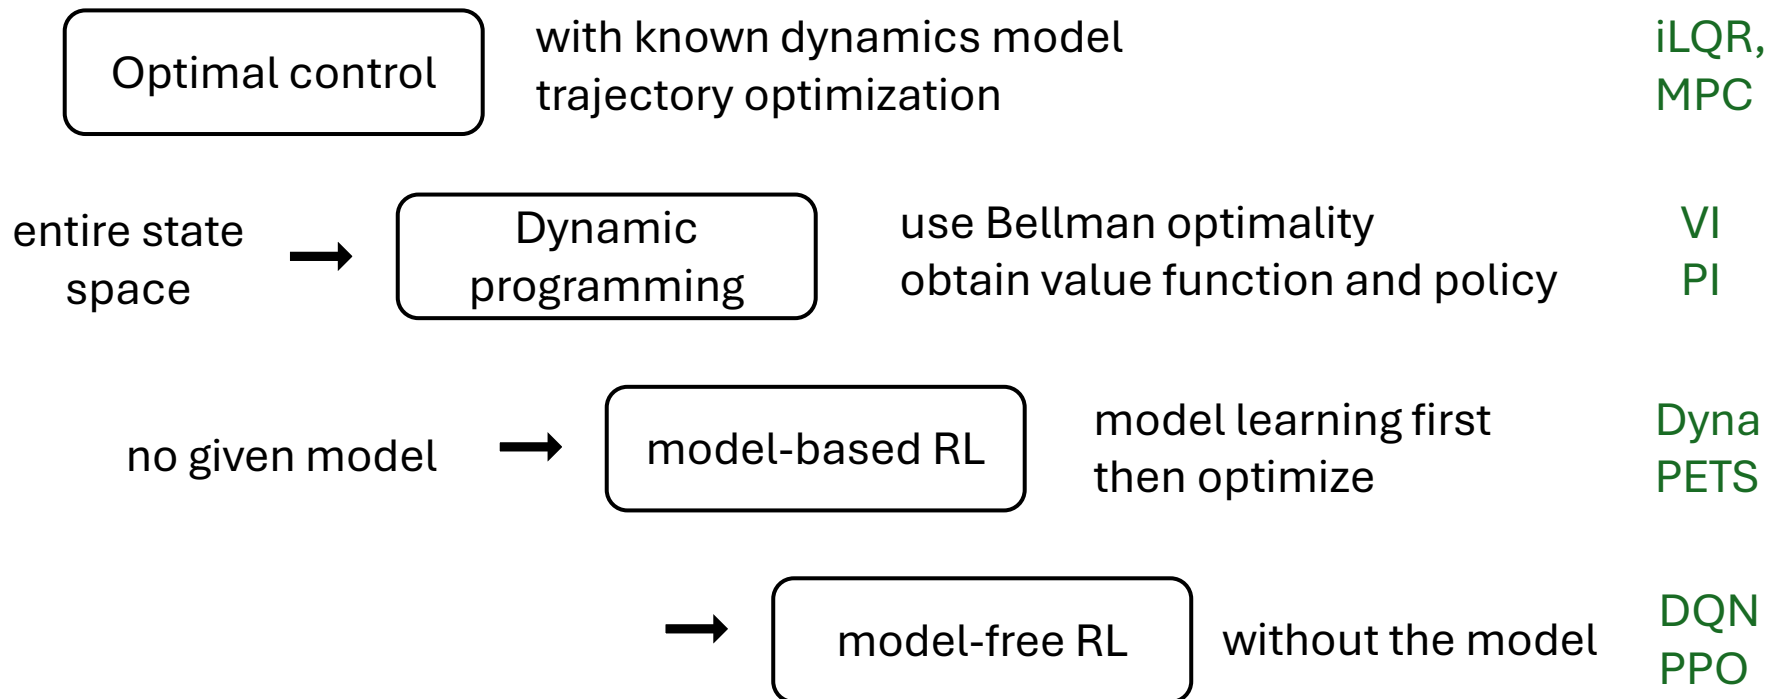 Optimal control
with known dynamics model
trajectory optimization
iLQR,
MPC
entire state
space
Dynamic
programming
use Bellman optimality
obtain value function and policy
VI
PI
no given model
model-based RL
model learning first
then optimize
Dyna
PETS
model-free RL
without the model
DQN
PPO